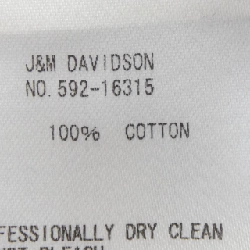 J&M DAVIDSON
NO. 592-16315
100% COTTON
FESSIONALLY DRY CLEAN